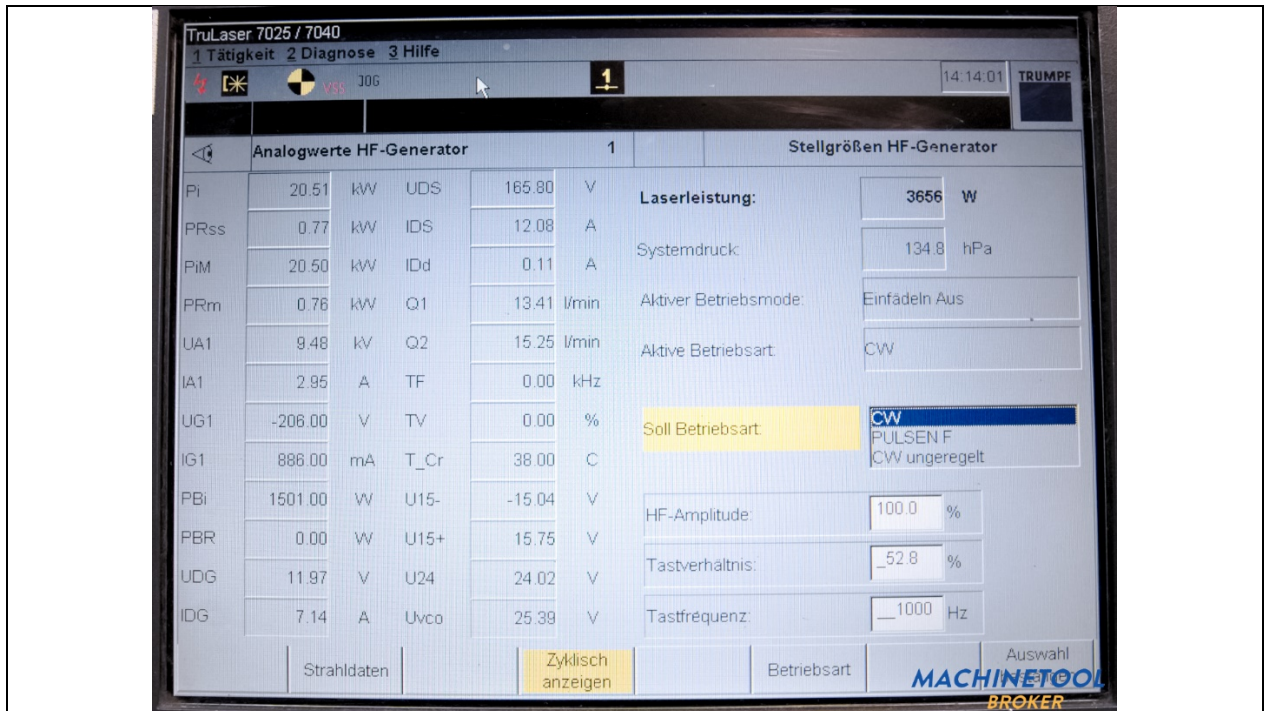 TruLaser 7025 / 7040
1 Tätigkeit 2 Diagnose 3 Hilfe
VSS JOG 1 14:14:01 TRUMPF
Analogwerte HF-Generator 1 Stellgrößen HF-Generator
Pi 20.51 kW UDS 165.80 V
Laserleistung: 3656 W
PRss 0.77 kW IDS 12.08 A
Systemdruck: 134.8 hPa
PiM 20.50 kW IDd 0.11 A
PRm 0.76 kW Q1 13.41 l/min
Aktiver Betriebsmode: Einfädeln Aus
UA1 9.48 kV Q2 15.25 l/min
Aktive Betriebsart: CW
IA1 2.95 A TF 0.00 kHz
UG1 -206.00 V TV 0.00 %
Soll Betriebsart: CW
PULSEN F
CW ungeregelt
IG1 886.00 mA T_Cr 38.00 C
PBi 1501.00 W U15- -15.04 V
HF-Amplitude: 100.0 %
PBR 0.00 W U15+ 15.75 V
Tastverhältnis: _52.8 %
UDG 11.97 V U24 24.02 V
IDG 7.14 A Uvco 25.39 V
Tastfrequenz: __1000 Hz
Strahldaten Zyklisch anzeigen Betriebsart Auswahl
MACHINETOOL
BROKER